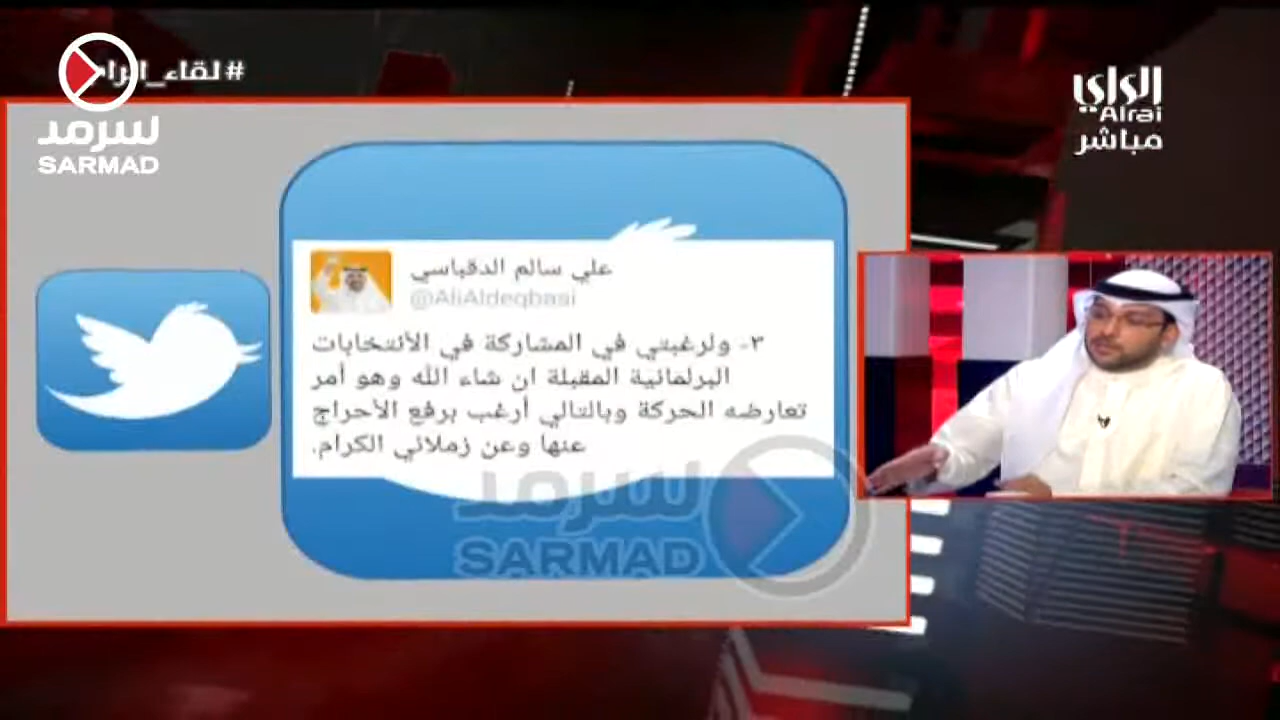 #لقاء_الراي
سرمد
SARMAD
الراي
Alrai
مباشر
علي سالم الدقباسي
@AliAldeqbasi
٣- ولرغبتي في المشاركة في الأنتخابات
البرلمانية المقبلة ان شاء الله وهو أمر
تعارضه الحركة وبالتالي أرغب برفع الأحراج
عنها وعن زملائي الكرام.
سرمد
SARMAD